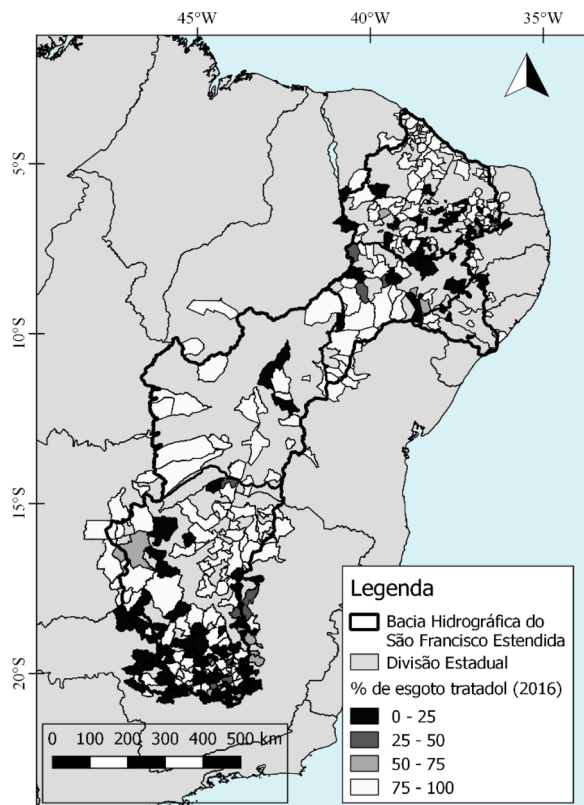 45°W 40°W 35°W
5°S
10°S
15°S
20°S
Legenda
Bacia Hidrográfica do
São Francisco Estendida
Divisão Estadual
% de esgoto tratadol (2016)
0 - 25
25 - 50
50 - 75
75 - 100
0 100 200 300 400 500 km